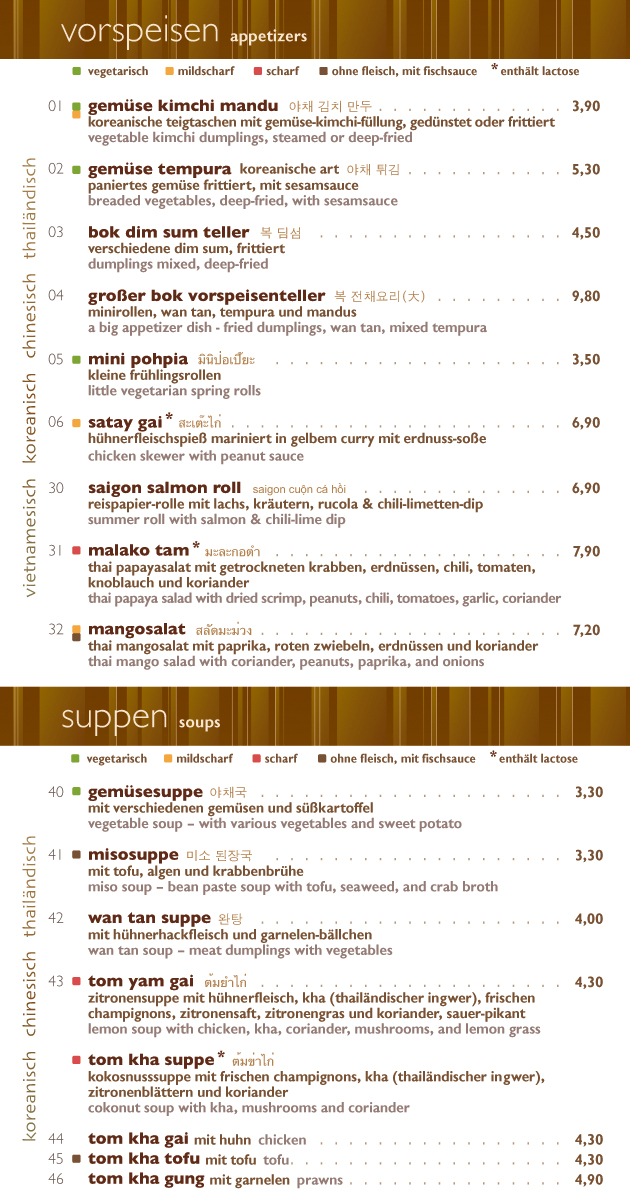 vorspeisen appetizers
vegetarisch mildscharf scharf ohne fleisch, mit fischsauce * enthält lactose
thailändisch
chinesisch
koreanisch
vietnamesisch
01 gemüse kimchi mandu 야채 김치 만두 . . . . . . . . . . . . . 3,90
koreanische teigtaschen mit gemüse-kimchi-füllung, gedünstet oder frittiert
vegetable kimchi dumplings, steamed or deep-fried
02 gemüse tempura koreanische art 야채 튀김 . . . . . . . . . . . 5,30
paniertes gemüse frittiert, mit sesamsauce
breaded vegetables, deep-fried, with sesamsauce
03 bok dim sum teller 복 딤섬 . . . . . . . . . . . . . . . . . 4,50
verschiedene dim sum, frittiert
dumplings mixed, deep-fried
04 großer bok vorspeisenteller 복 전채요리(大) . . . . . . . . . 9,80
minirollen, wan tan, tempura und mandus
a big appetizer dish - fried dumplings, wan tan, mixed tempura
05 mini pohpia มินิปอเปี๊ยะ . . . . . . . . . . . . . . . . . . . . 3,50
kleine frühlingsrollen
little vegetarian spring rolls
06 satay gai * สะเต๊ะไก่ . . . . . . . . . . . . . . . . . . . . . . . 6,90
hühnerfleischspieß mariniert in gelbem curry mit erdnuss-soße
chicken skewer with peanut sauce
30 saigon salmon roll saigon cuộn cá hồi . . . . . . . . . . . . . . 6,90
reispapier-rolle mit lachs, kräutern, rucola & chili-limetten-dip
summer roll with salmon & chili-lime dip
31 malako tam * มะละกอตำ . . . . . . . . . . . . . . . . . . . . 7,90
thai papayasalat mit getrockneten krabben, erdnüssen, chili, tomaten,
knoblauch und koriander
thai papaya salad with dried scrimp, peanuts, chili, tomatoes, garlic, coriander
32 mangosalat สลัดมะม่วง . . . . . . . . . . . . . . . . . . . . . 7,20
thai mangosalat mit paprika, roten zwiebeln, erdnüssen und koriander
thai mango salad with coriander, peanuts, paprika, and onions
suppen soups
vegetarisch mildscharf scharf ohne fleisch, mit fischsauce * enthält lactose
thailändisch
chinesisch
koreanisch
40 gemüsesuppe 야채국 . . . . . . . . . . . . . . . . . . . . . 3,30
mit verschiedenen gemüsen und süßkartoffel
vegetable soup – with various vegetables and sweet potato
41 misosuppe 미소 된장국 . . . . . . . . . . . . . . . . . . . . . 3,30
mit tofu, algen und krabbenbrühe
miso soup – bean paste soup with tofu, seaweed, and crab broth
42 wan tan suppe 완탕 . . . . . . . . . . . . . . . . . . . . . 4,00
mit hühnerhackfleisch und garnelen-bällchen
wan tan soup – meat dumplings with vegetables
43 tom yam gai ต้มยำไก่ . . . . . . . . . . . . . . . . . . . . . 4,30
zitronensuppe mit hühnerfleisch, kha (thailändischer ingwer), frischen
champignons, zitronensaft, zitronengras und koriander, sauer-pikant
lemon soup with chicken, kha, coriander, mushrooms, and lemon grass
tom kha suppe * ต้มข่าไก่
kokosnusssuppe mit frischen champignons, kha (thailändischer ingwer),
zitronenblättern und koriander
cokonut soup with kha, mushrooms and coriander
44 tom kha gai mit huhn chicken . . . . . . . . . . . . . . . . . 4,30
45 tom kha tofu mit tofu tofu . . . . . . . . . . . . . . . . . . 4,30
46 tom kha gung mit garnelen prawns . . . . . . . . . . . . . . . 4,90